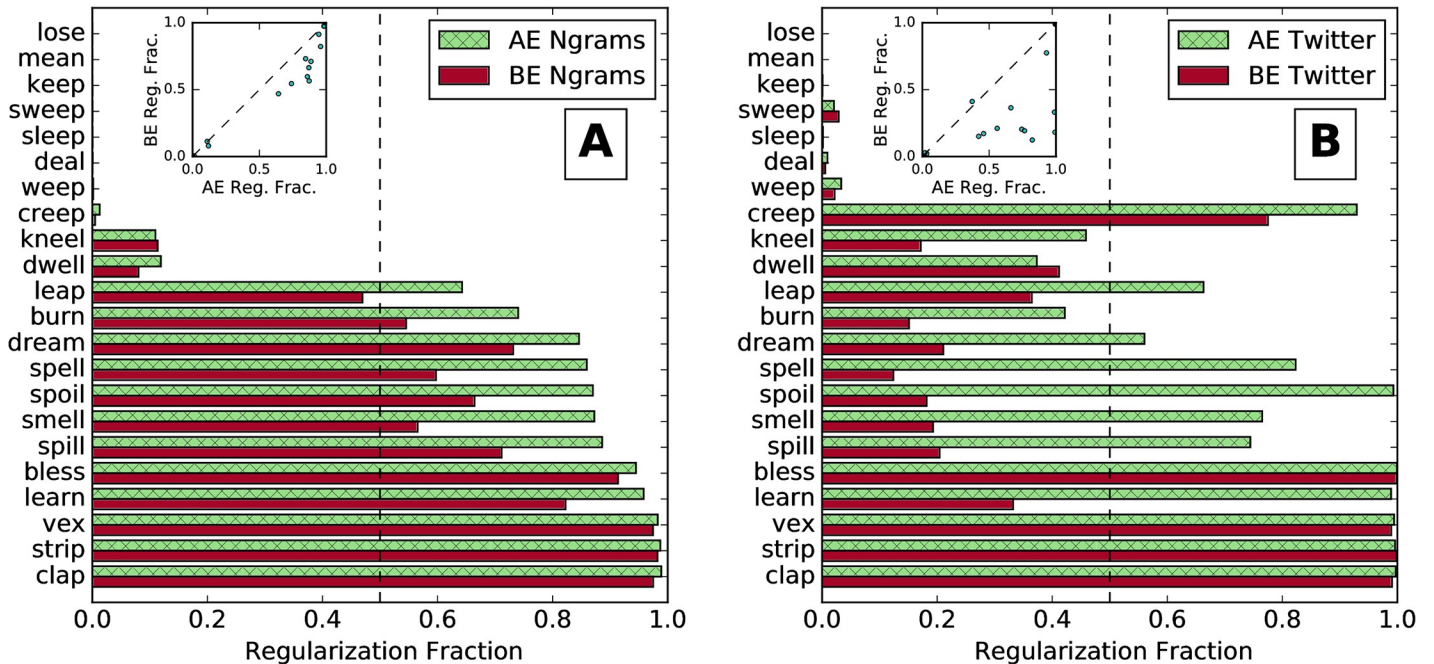 lose
mean
keep
sweep
sleep
deal
weep
creep
kneel
dwell
leap
burn
dream
spell
spoil
smell
spill
bless
learn
vex
strip
clap
0.0 0.2 0.4 0.6 0.8 1.0
Regularization Fraction
BE Reg. Frac.
1.0
0.5
0.0
0.0 0.5 1.0
AE Reg. Frac.
AE Ngrams
BE Ngrams
A
lose
mean
keep
sweep
sleep
deal
weep
creep
kneel
dwell
leap
burn
dream
spell
spoil
smell
spill
bless
learn
vex
strip
clap
0.0 0.2 0.4 0.6 0.8 1.0
Regularization Fraction
BE Reg. Frac.
1.0
0.5
0.0
0.0 0.5 1.0
AE Reg. Frac.
AE Twitter
BE Twitter
B